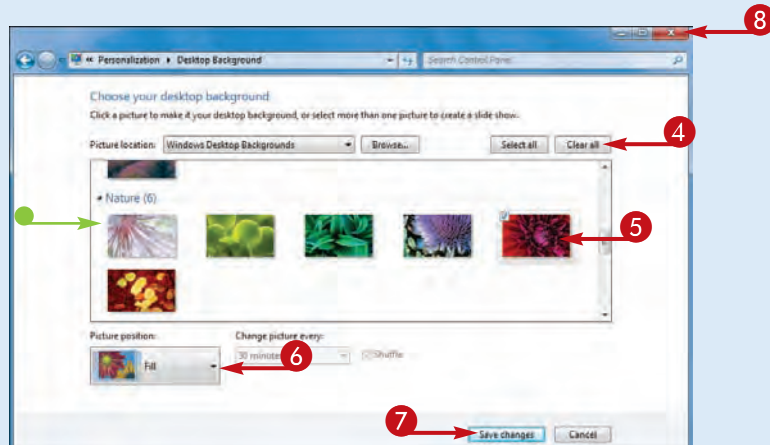 8
« Personalization ▸ Desktop Background
Search Control Panel
Choose your desktop background
Click a picture to make it your desktop background, or select more than one picture to create a slide show.
Picture location: Windows Desktop Backgrounds Browse... Select all Clear all
4
Nature (6)
5
Picture position: Change picture every:
Fill 30 minutes Shuffle
6
7
Save changes Cancel